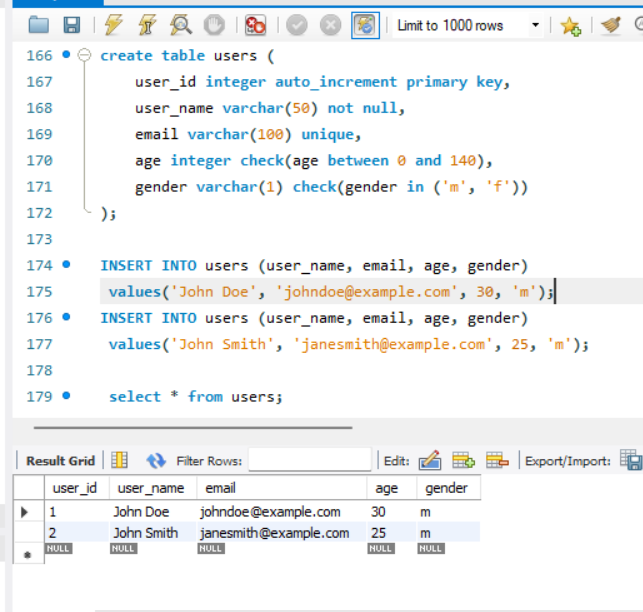 Limit to 1000 rows
166 create table users (
167 user_id integer auto_increment primary key,
168 user_name varchar(50) not null,
169 email varchar(100) unique,
170 age integer check(age between 0 and 140),
171 gender varchar(1) check(gender in ('m', 'f'))
172 );
173
174 INSERT INTO users (user_name, email, age, gender)
175 values('John Doe', 'johndoe@example.com', 30, 'm');
176 INSERT INTO users (user_name, email, age, gender)
177 values('John Smith', 'janesmith@example.com', 25, 'm');
178
179 select * from users;
Result Grid Filter Rows: Edit: Export/Import:
user_id user_name email age gender
1 John Doe johndoe@example.com 30 m
2 John Smith janesmith@example.com 25 m
NULL NULL NULL NULL NULL